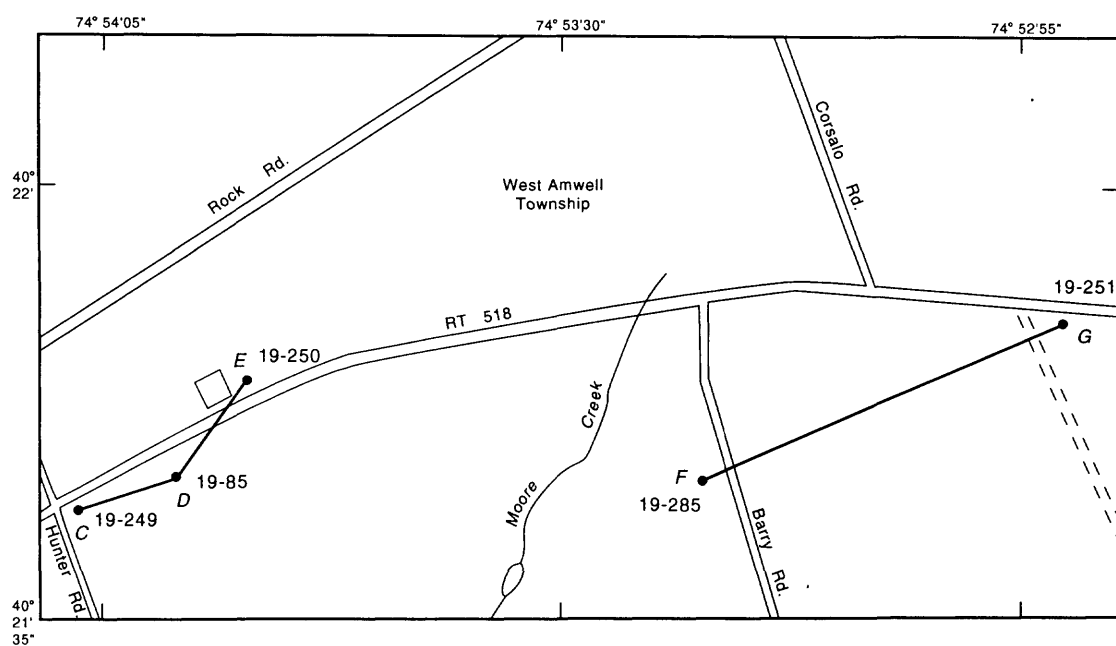 74° 54'05"
74° 53'30"
74° 52'55"
Rock Rd.
Corsalo Rd.
40°
22'
West Amwell
Township
19-251
RT 518
G
E 19-250
Creek
F
D 19-85
19-285
Moore
C 19-249
Barry Rd.
Hunter Rd.
40°
21'
35"